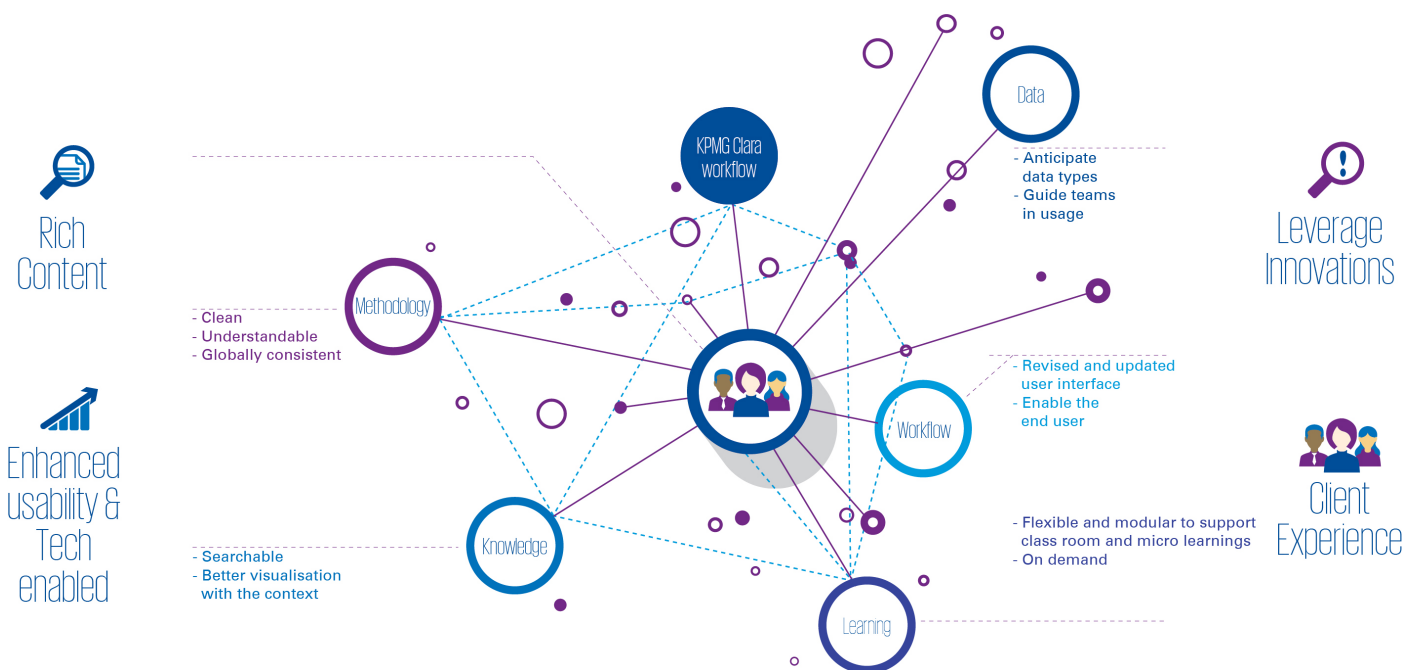 Rich
Content
Enhanced
usability &
Tech
enabled
Methodology
- Clean
- Understandable
- Globally consistent
Knowledge
- Searchable
- Better visualisation
with the context
KPMG Clara
workflow
Data
- Anticipate
data types
- Guide teams
in usage
Workflow
- Revised and updated
user interface
- Enable the
end user
Learning
- Flexible and modular to support
class room and micro learnings
- On demand
Leverage
Innovations
Client
Experience